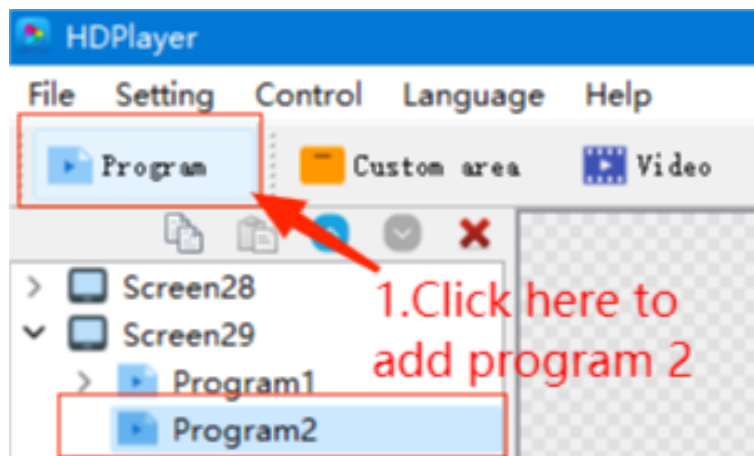 HDPlayer
File Setting Control Language Help
Program Custom area Video
Screen28
1.Click here to
Screen29
add program 2
Program1
Program2